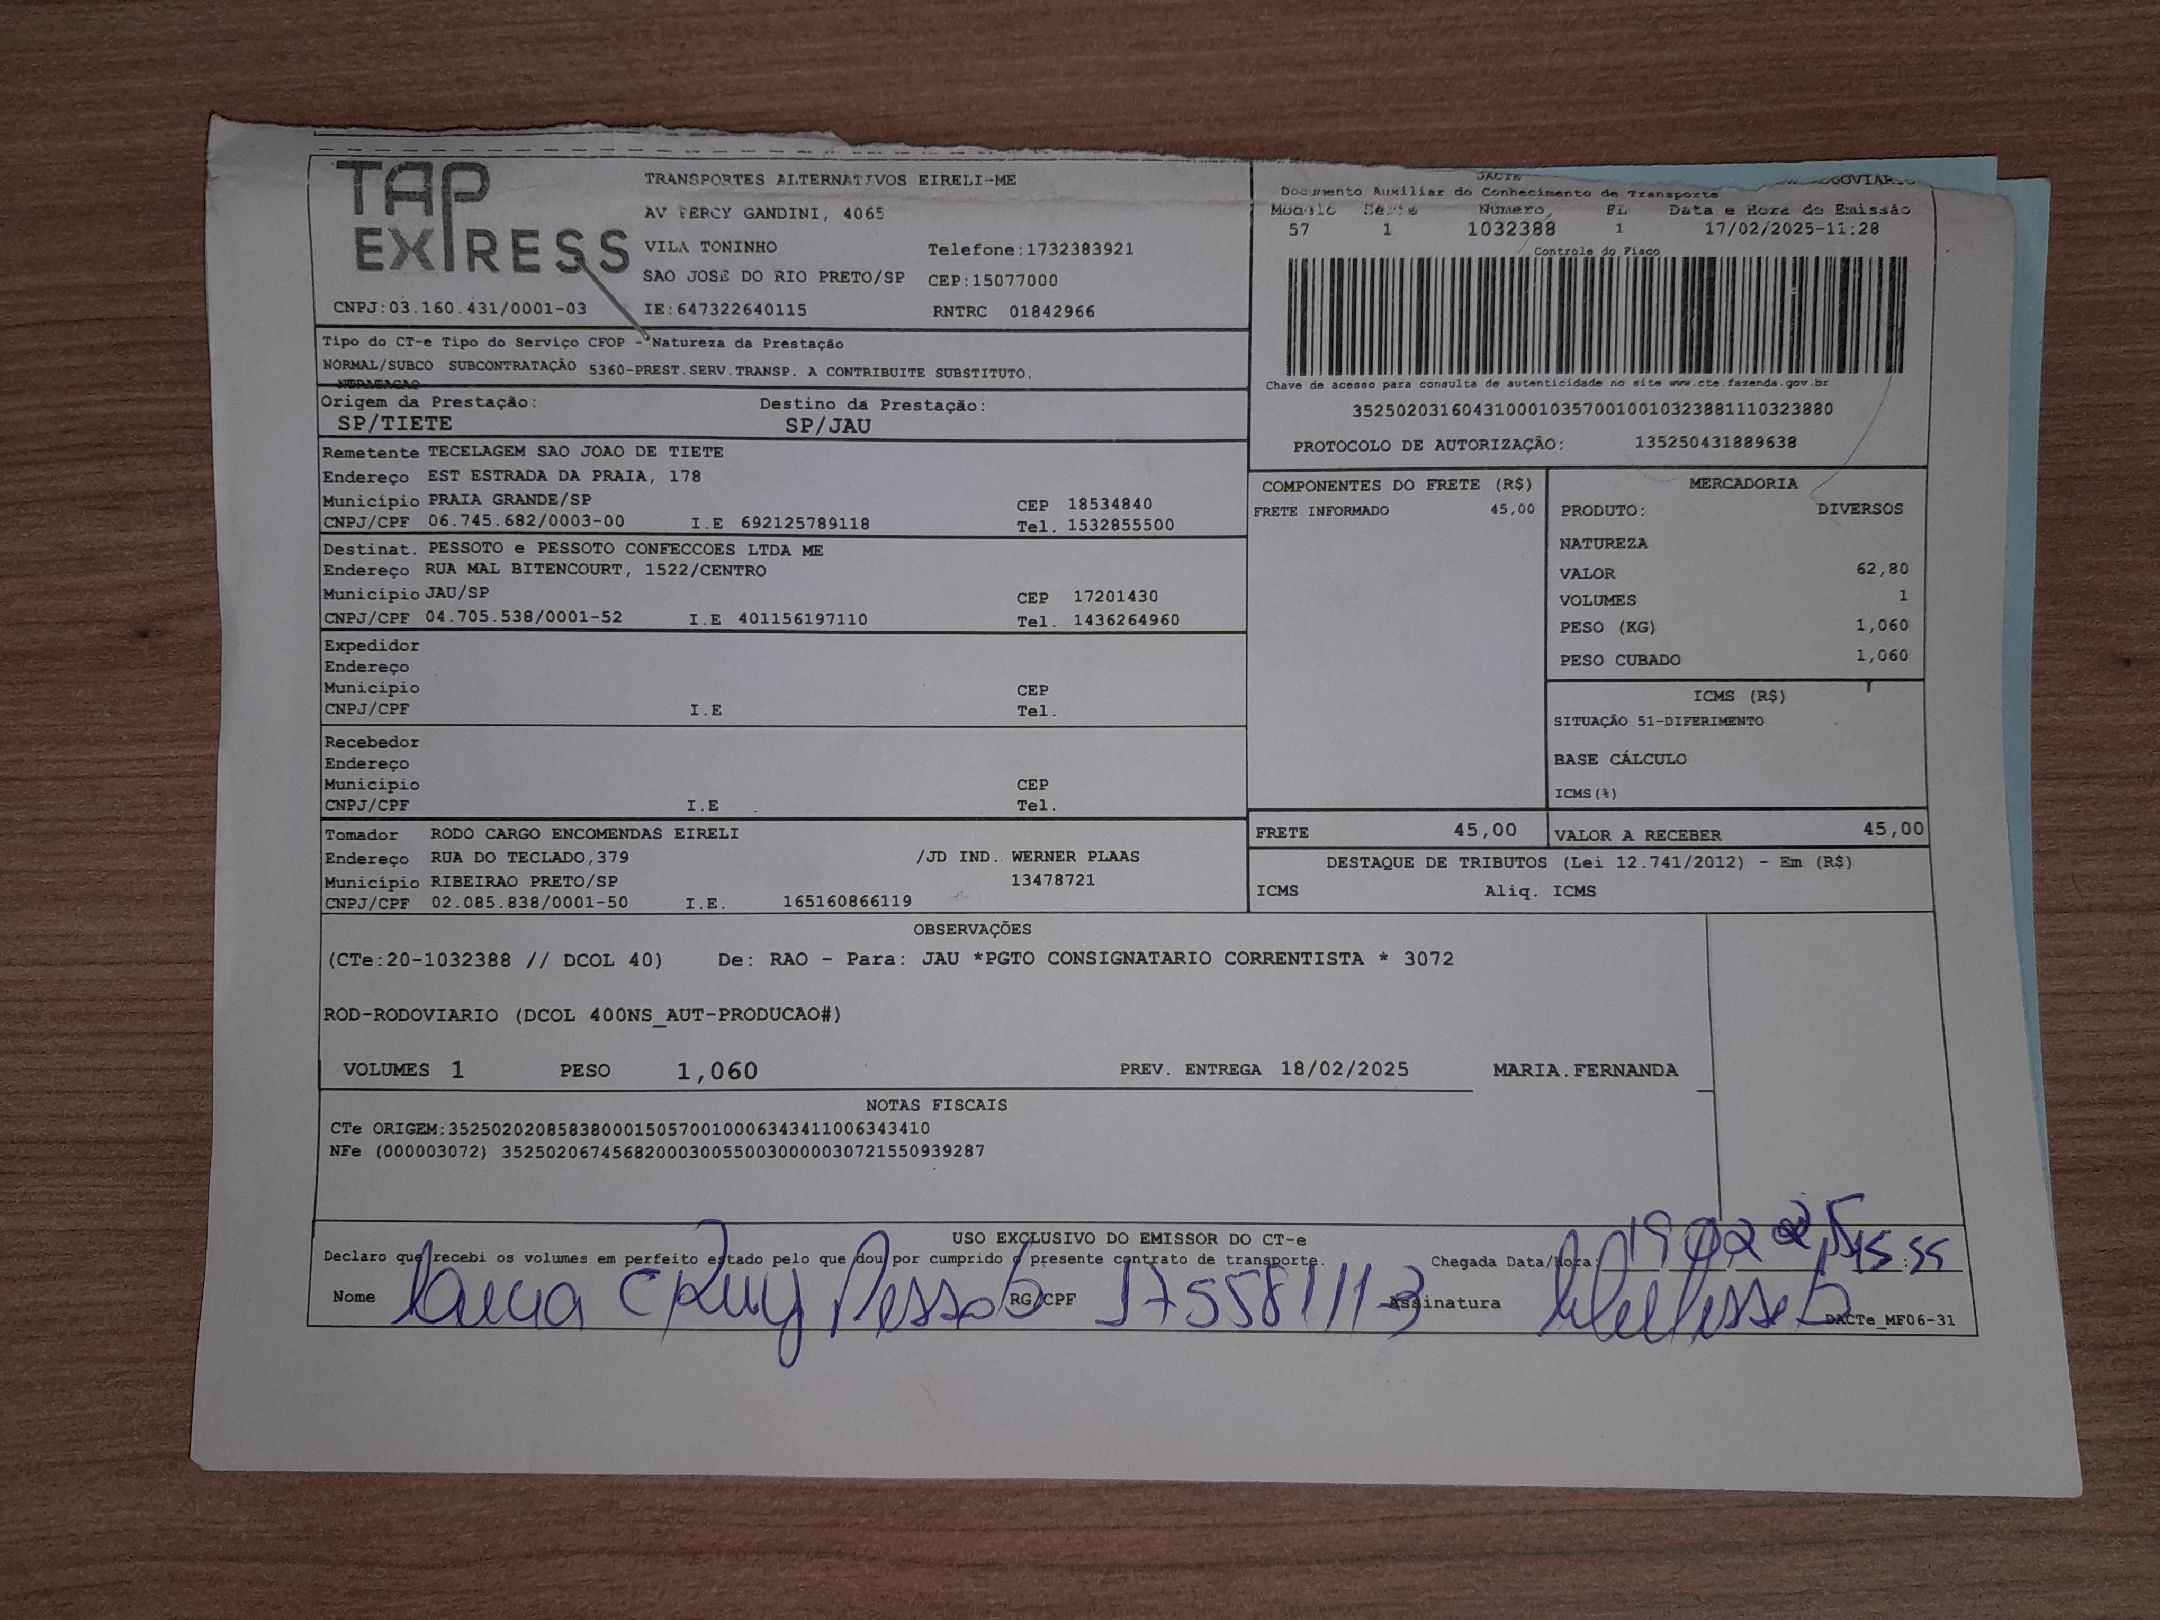 TAP
EXPRESS
TRANSPORTES ALTERNATIVOS EIRELI-ME
AV PERCY GANDINI, 4065
VILA TONINHO Telefone:1732383921
SAO JOSE DO RIO PRETO/SP CEP:15077000
CNPJ:03.160.431/0001-03 IE:647322640115 RNTRC 01842966
DACTE
Documento Auxiliar do Conhecimento de Transporte
Modelo Série Número, FL Data e Hora de Emissão
57 1 1032388 1 17/02/2025-11:28
Controle do Fisco
Chave de acesso para consulta de autenticidade no site www.cte.fazenda.gov.br
35250203160431000103570010010323881110323880
PROTOCOLO DE AUTORIZAÇÃO: 135250431889638
Tipo do CT-e Tipo do Serviço CFOP - Natureza da Prestação
NORMAL/SUBCO SUBCONTRATAÇÃO 5360-PREST.SERV.TRANSP. A CONTRIBUITE SUBSTITUTO.
NTRATAÇAO
Origem da Prestação: Destino da Prestação:
SP/TIETE SP/JAU
Remetente TECELAGEM SAO JOAO DE TIETE
Endereço EST ESTRADA DA PRAIA, 178
Município PRAIA GRANDE/SP CEP 18534840
CNPJ/CPF 06.745.682/0003-00 I.E 692125789118 Tel. 1532855500
Destinat. PESSOTO e PESSOTO CONFECCOES LTDA ME
Endereço RUA MAL BITENCOURT, 1522/CENTRO
Município JAU/SP CEP 17201430
CNPJ/CPF 04.705.538/0001-52 I.E 401156197110 Tel. 1436264960
Expedidor
Endereço
Município CEP
CNPJ/CPF I.E Tel.
Recebedor
Endereço
Município CEP
CNPJ/CPF I.E Tel.
Tomador RODO CARGO ENCOMENDAS EIRELI
Endereço RUA DO TECLADO,379 /JD IND. WERNER PLAAS
Município RIBEIRAO PRETO/SP 13478721
CNPJ/CPF 02.085.838/0001-50 I.E. 165160866119
COMPONENTES DO FRETE (R$)
FRETE INFORMADO 45,00
MERCADORIA
PRODUTO: DIVERSOS
NATUREZA
VALOR 62,80
VOLUMES 1
PESO (KG) 1,060
PESO CUBADO 1,060
ICMS (R$)
SITUAÇÃO 51-DIFERIMENTO
BASE CÁLCULO
ICMS(%)
FRETE 45,00 VALOR A RECEBER 45,00
DESTAQUE DE TRIBUTOS (Lei 12.741/2012) - Em (R$)
ICMS Aliq. ICMS
OBSERVAÇÕES
(CTe:20-1032388 // DCOL 40) De: RAO - Para: JAU *PGTO CONSIGNATARIO CORRENTISTA * 3072
ROD-RODOVIARIO (DCOL 400NS_AUT-PRODUCAO#)
VOLUMES 1 PESO 1,060 PREV. ENTREGA 18/02/2025 MARIA.FERNANDA
NOTAS FISCAIS
CTe ORIGEM:35250202085838000150570010006343411006343410
NFe (000003072) 35250206745682000300550030000030721550939287
USO EXCLUSIVO DO EMISSOR DO CT-e
Declaro que recebi os volumes em perfeito estado pelo que dou por cumprido o presente contrato de transporte. Chegada Data/Hora: 19 02 25 15:55
Nome Pessoto RG/CPF 175581113 Assinatura
DACTe_MF06-31